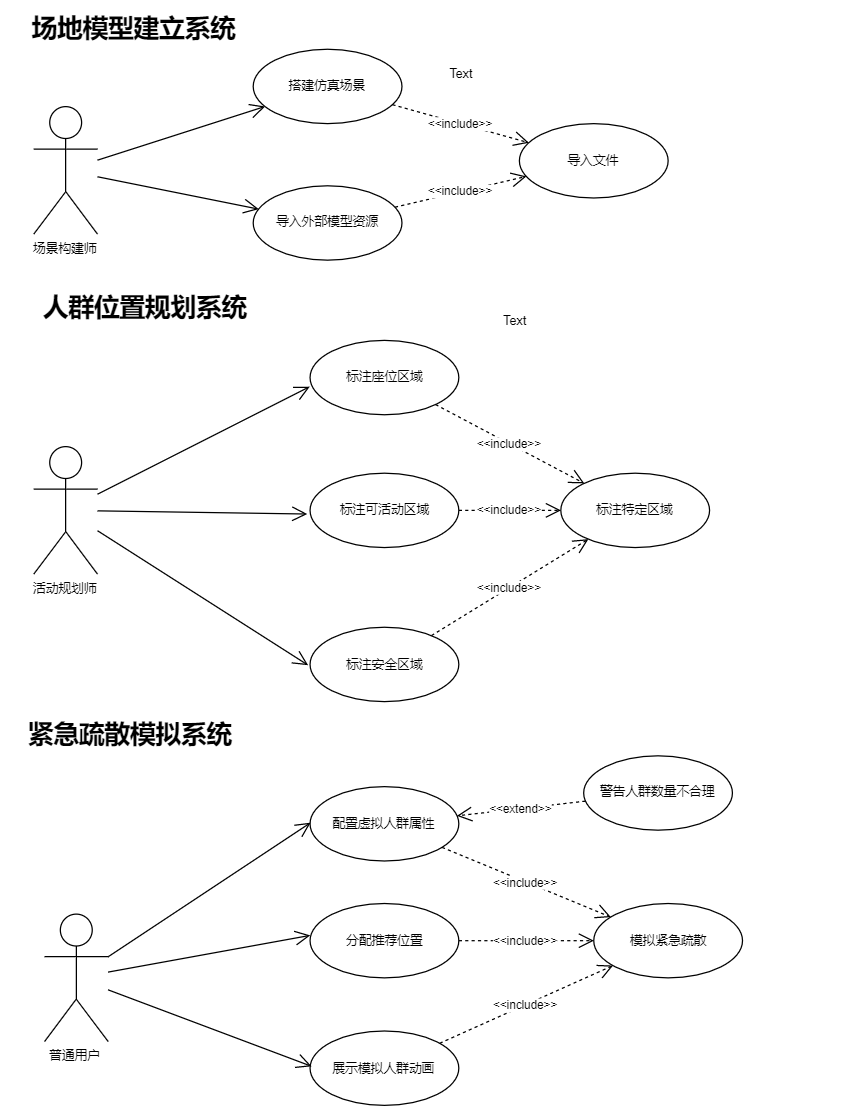 场地模型建立系统
搭建仿真场景
Text
<<include>>
导入文件
<<include>>
导入外部模型资源
场景构建师
人群位置规划系统
Text
标注座位区域
<<include>>
标注可活动区域
<<include>>
标注特定区域
活动规划师
<<include>>
标注安全区域
紧急疏散模拟系统
警告人群数量不合理
<<extend>>
配置虚拟人群属性
<<include>>
分配推荐位置
<<include>>
模拟紧急疏散
<<include>>
普通用户
展示模拟人群动画